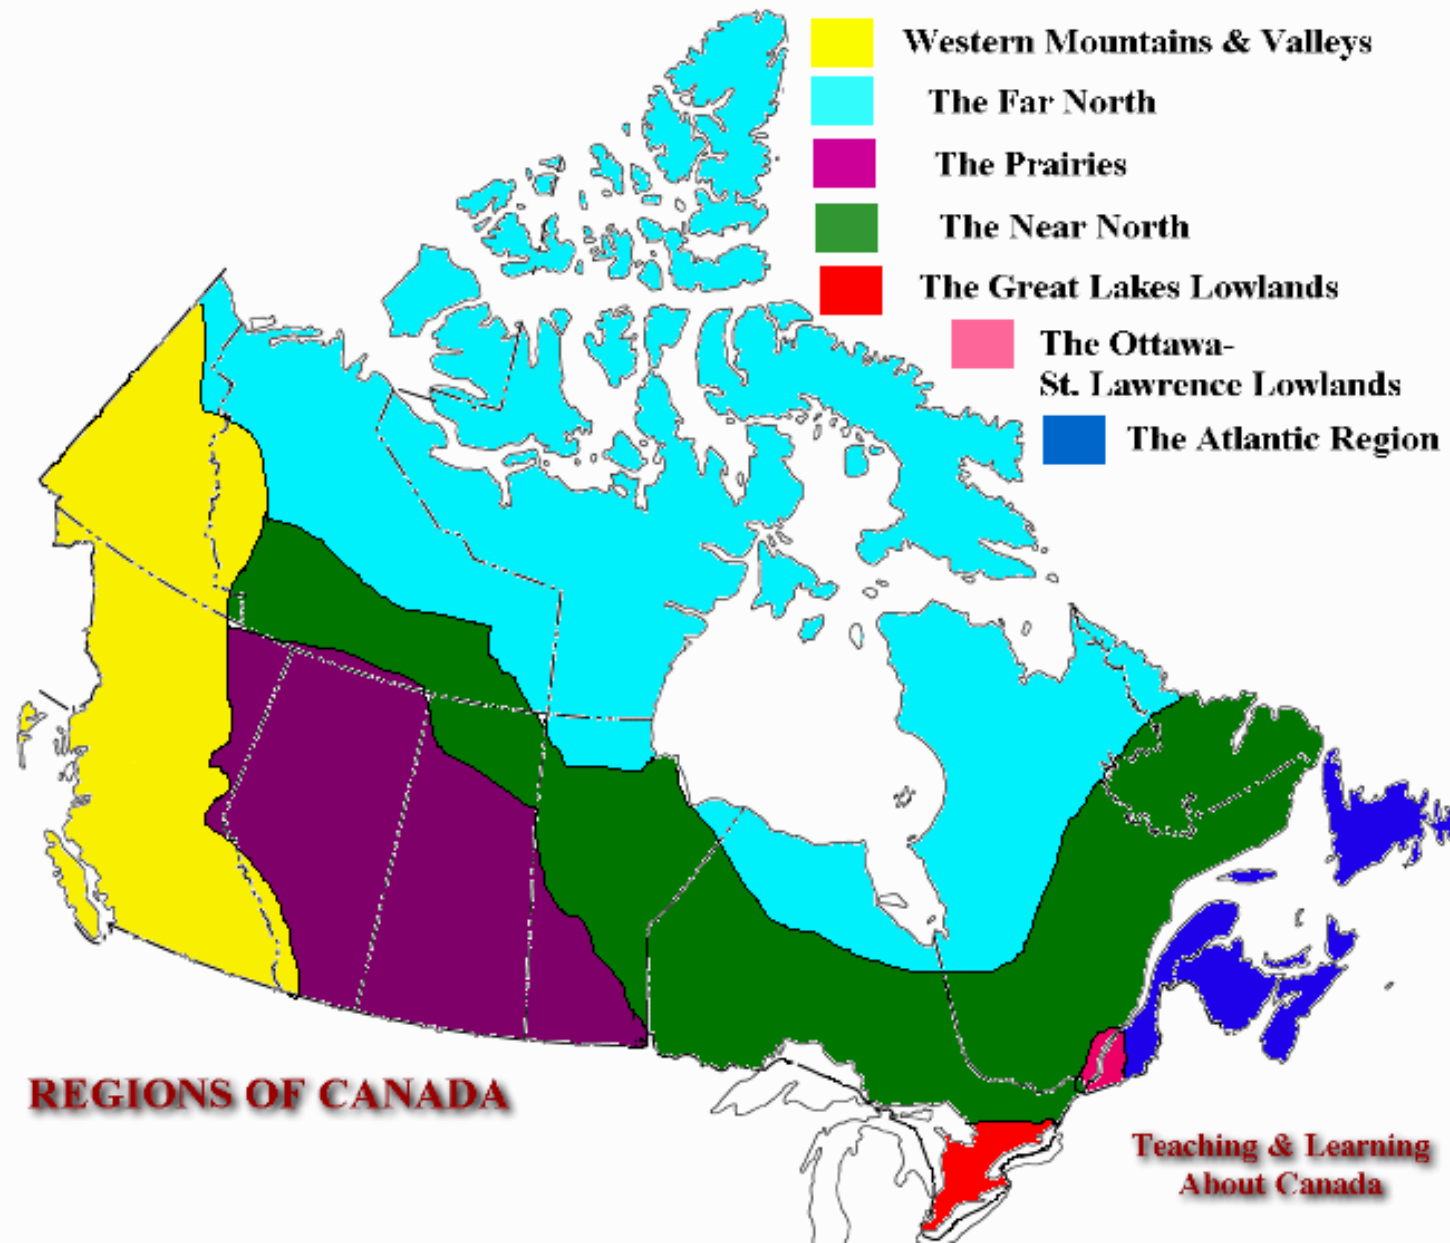 Western Mountains & Valleys
The Far North
The Prairies
The Near North
The Great Lakes Lowlands
The Ottawa-
St. Lawrence Lowlands
The Atlantic Region
REGIONS OF CANADA
Teaching & Learning
About Canada